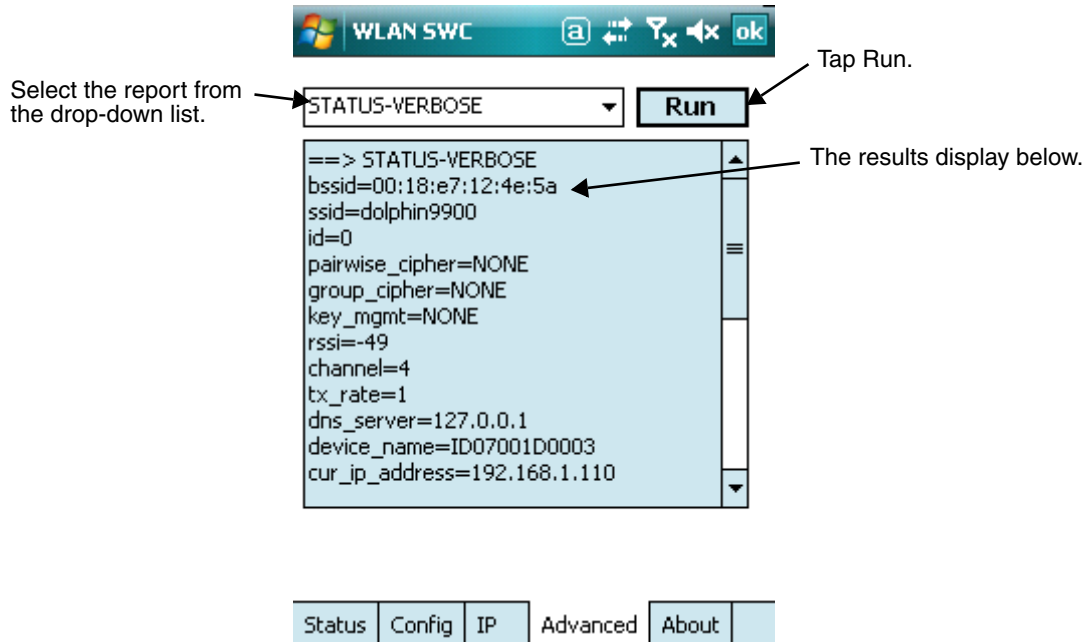 WLAN SWC
a
ok
Tap Run.
Select the report from
the drop-down list.
STATUS-VERBOSE
Run
==> STATUS-VERBOSE
The results display below.
bssid=00:18:e7:12:4e:5a
ssid=dolphin9900
id=0
pairwise_cipher=NONE
group_cipher=NONE
key_mgmt=NONE
rssi=-49
channel=4
tx_rate=1
dns_server=127.0.0.1
device_name=ID07001D0003
cur_ip_address=192.168.1.110
Status Config IP Advanced About